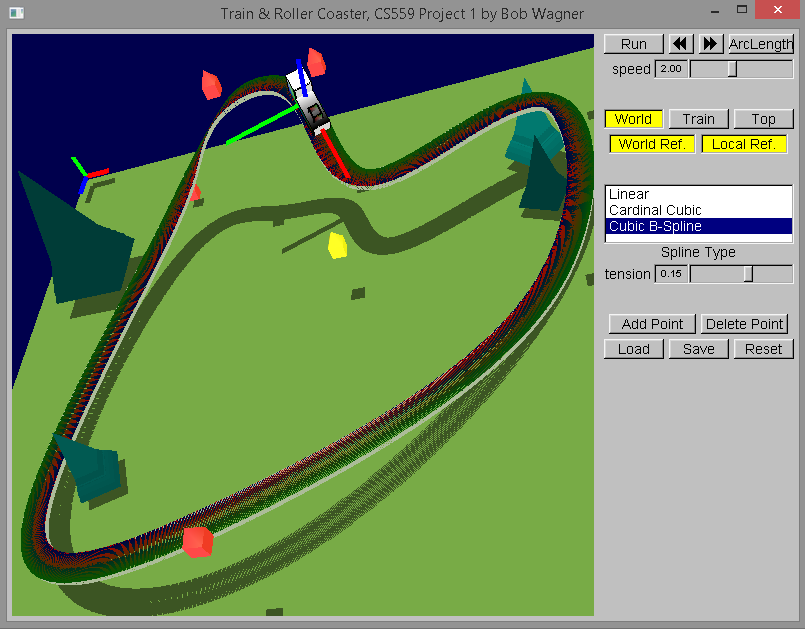 Train & Roller Coaster, CS559 Project 1 by Bob Wagner
Run ArcLength
speed 2.00
World Train Top
World Ref. Local Ref.
Linear
Cardinal Cubic
Cubic B-Spline
Spline Type
tension 0.15
Add Point Delete Point
Load Save Reset